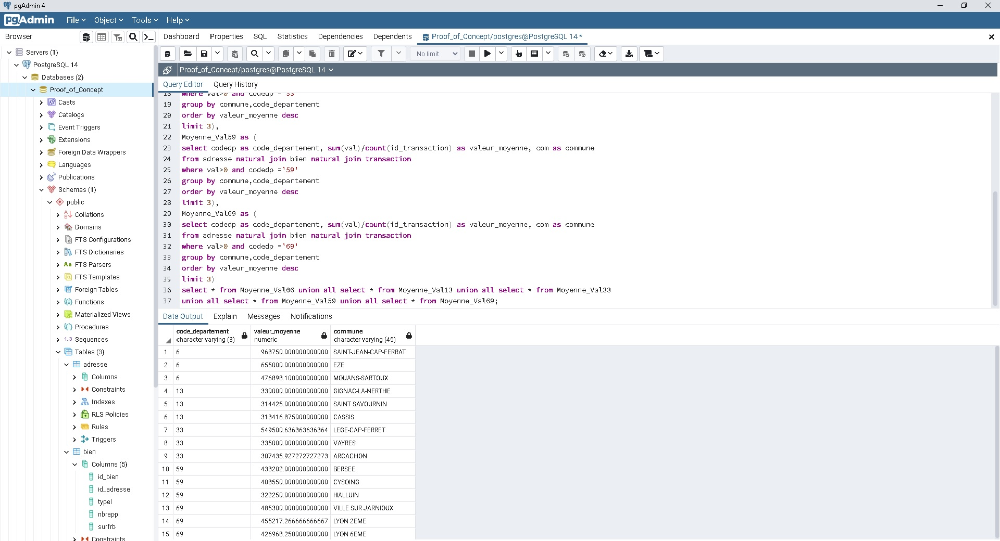 pgAdmin 4
pgAdmin File Object Tools Help
Browser
Dashboard Properties SQL Statistics Dependencies Dependents Proof_of_Concept/postgres@PostgreSQL 14 *
No limit
Proof_of_Concept/postgres@PostgreSQL 14
Query Editor Query History
Servers (1)
PostgreSQL 14
Databases (2)
Proof_of_Concept
Casts
Catalogs
Event Triggers
Extensions
Foreign Data Wrappers
Languages
Publications
Schemas (1)
public
Collations
Domains
FTS Configurations
FTS Dictionaries
Aa FTS Parsers
FTS Templates
Foreign Tables
Functions
Materialized Views
Procedures
1..3 Sequences
Tables (3)
adresse
Columns
Constraints
Indexes
RLS Policies
Rules
Triggers
bien
Columns (5)
id_bien
id_adresse
typel
nbrepp
surfrb
Constraints
18 where val>0 and codedp ='33'
19 group by commune,code_departement
20 order by valeur_moyenne desc
21 limit 3),
22 Moyenne_Val59 as (
23 select codedp as code_departement, sum(val)/count(id_transaction) as valeur_moyenne, com as commune
24 from adresse natural join bien natural join transaction
25 where val>0 and codedp ='59'
26 group by commune,code_departement
27 order by valeur_moyenne desc
28 limit 3),
29 Moyenne_Val69 as (
30 select codedp as code_departement, sum(val)/count(id_transaction) as valeur_moyenne, com as commune
31 from adresse natural join bien natural join transaction
32 where val>0 and codedp ='69'
33 group by commune,code_departement
34 order by valeur_moyenne desc
35 limit 3)
36 select * from Moyenne_Val06 union all select * from Moyenne_Val13 union all select * from Moyenne_Val33
37 union all select * from Moyenne_Val59 union all select * from Moyenne_Val69;
Data Output Explain Messages Notifications
code_departement valeur_moyenne commune
character varying (3) numeric character varying (45)
1 6 968750.000000000000 SAINT-JEAN-CAP-FERRAT
2 6 655000.000000000000 EZE
3 6 476898.100000000000 MOUANS-SARTOUX
4 13 330000.000000000000 GIGNAC-LA-NERTHE
5 13 314425.000000000000 SAINT SAVOURNIN
6 13 313416.875000000000 CASSIS
7 33 549500.636363636364 LEGE-CAP-FERRET
8 33 335000.000000000000 VAYRES
9 33 307435.927272727273 ARCACHON
10 59 433202.000000000000 BERSEE
11 59 408550.000000000000 CYSOING
12 59 322250.000000000000 HALLUIN
13 69 485300.000000000000 VILLE SUR JARNIOUX
14 69 455217.266666666667 LYON 2EME
15 69 426968.250000000000 LYON 6EME